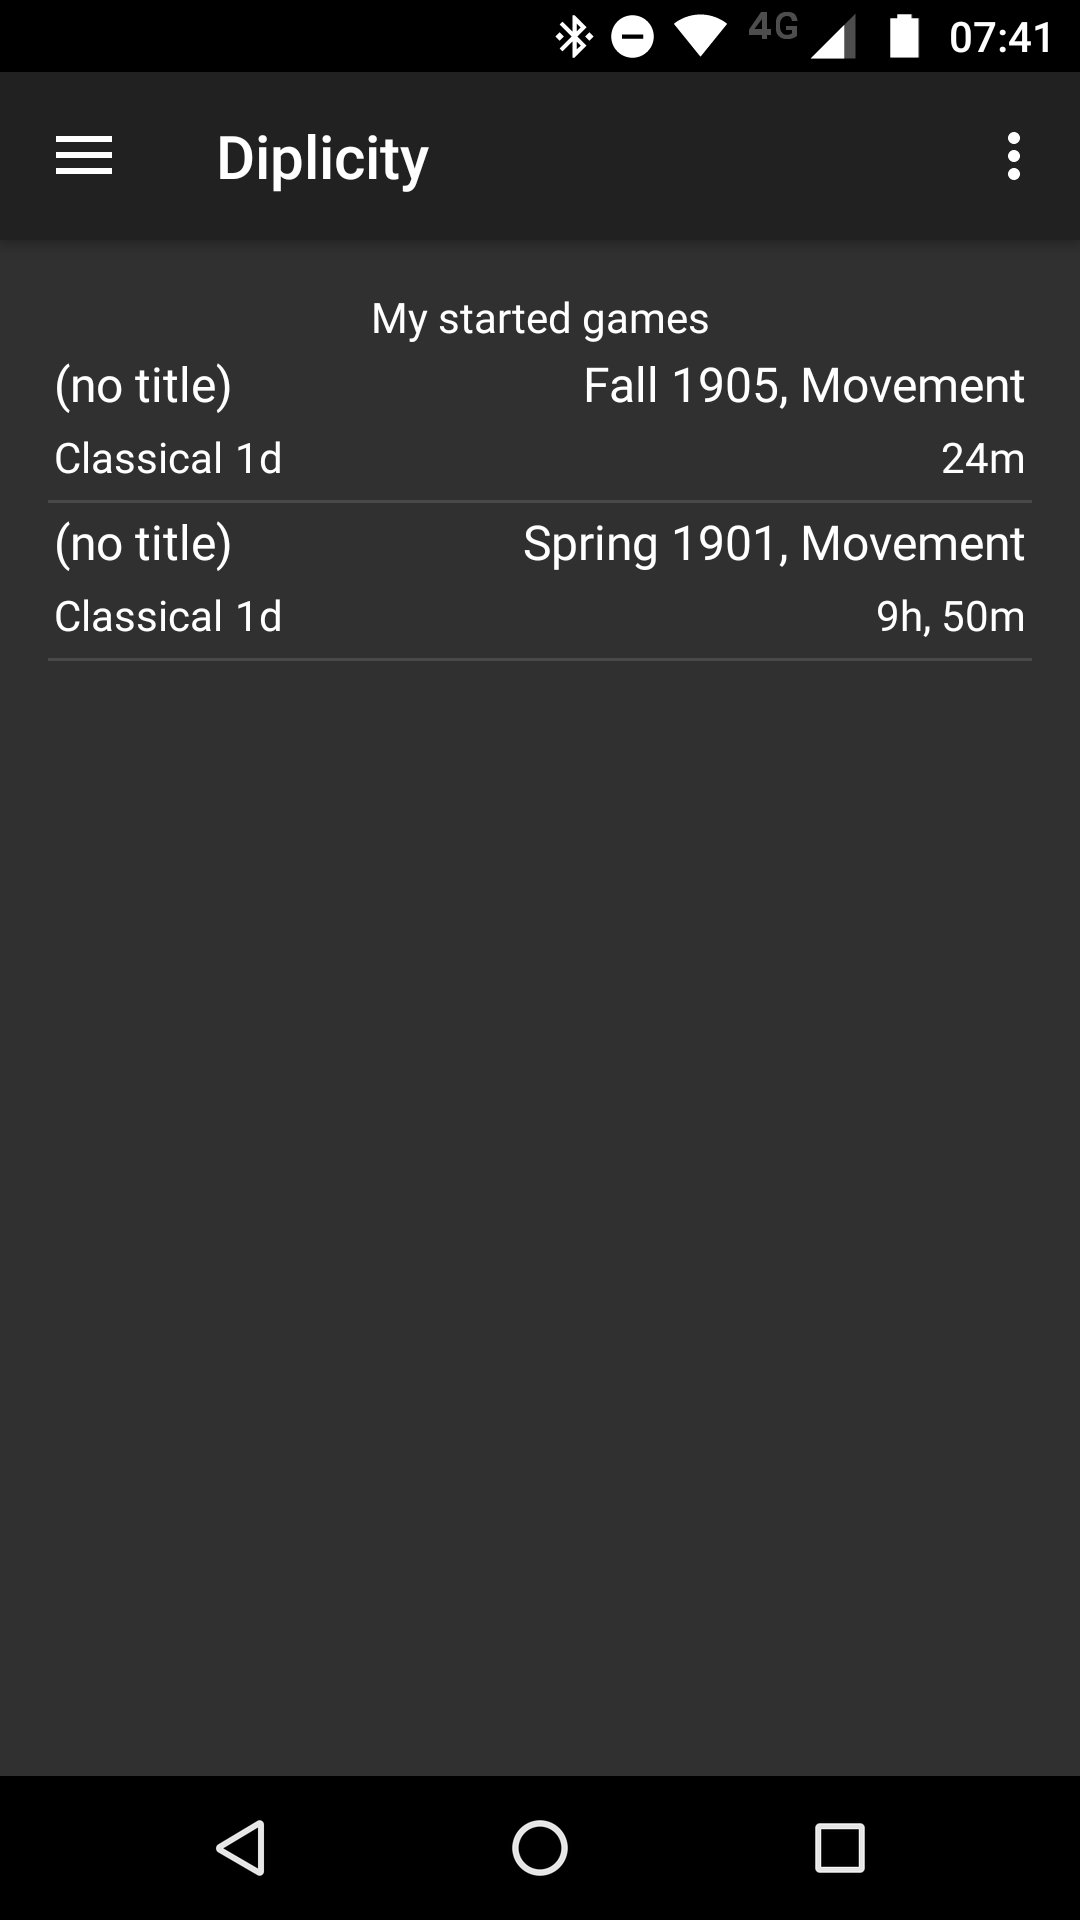 4G 07:41
Diplicity
My started games
(no title) Fall 1905, Movement
Classical 1d 24m
(no title) Spring 1901, Movement
Classical 1d 9h, 50m